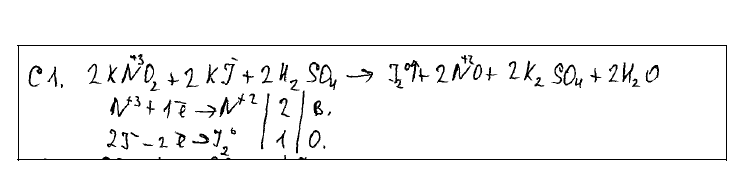 C1. 2KN⁺³O₂ + 2KJ⁻ + 2H₂SO₄ → J₂⁰↑ + 2N⁺²O + 2K₂SO₄ + 2H₂O
N⁺³ + 1ē → N⁺² | 2 | В.
2J⁻ - 2ē → J₂⁰ | 1 | О.